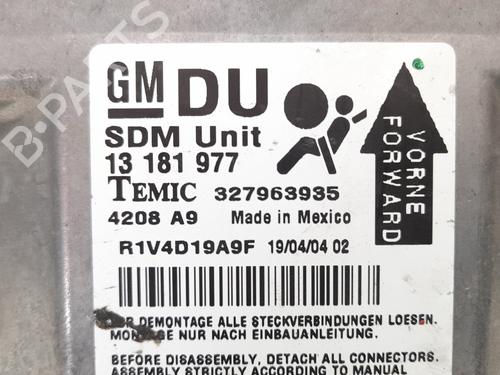 GM DU
SDM Unit
13 181 977
TEMIC 327963935
4208 A9 Made in Mexico
R1V4D19A9F 19/04/04 02
VORNE
FORWARD
DEMONTAGE ALLE STECKVERBINDUNGEN LOESEN.
MONTAGE NUR NACH EINBAUANLEITUNG.
BEFORE DISASSEMBLY, DETACH ALL CONNECTORS.
ASSEMBLY STRICTLY ACCORDING TO MANUAL
B-PARTS